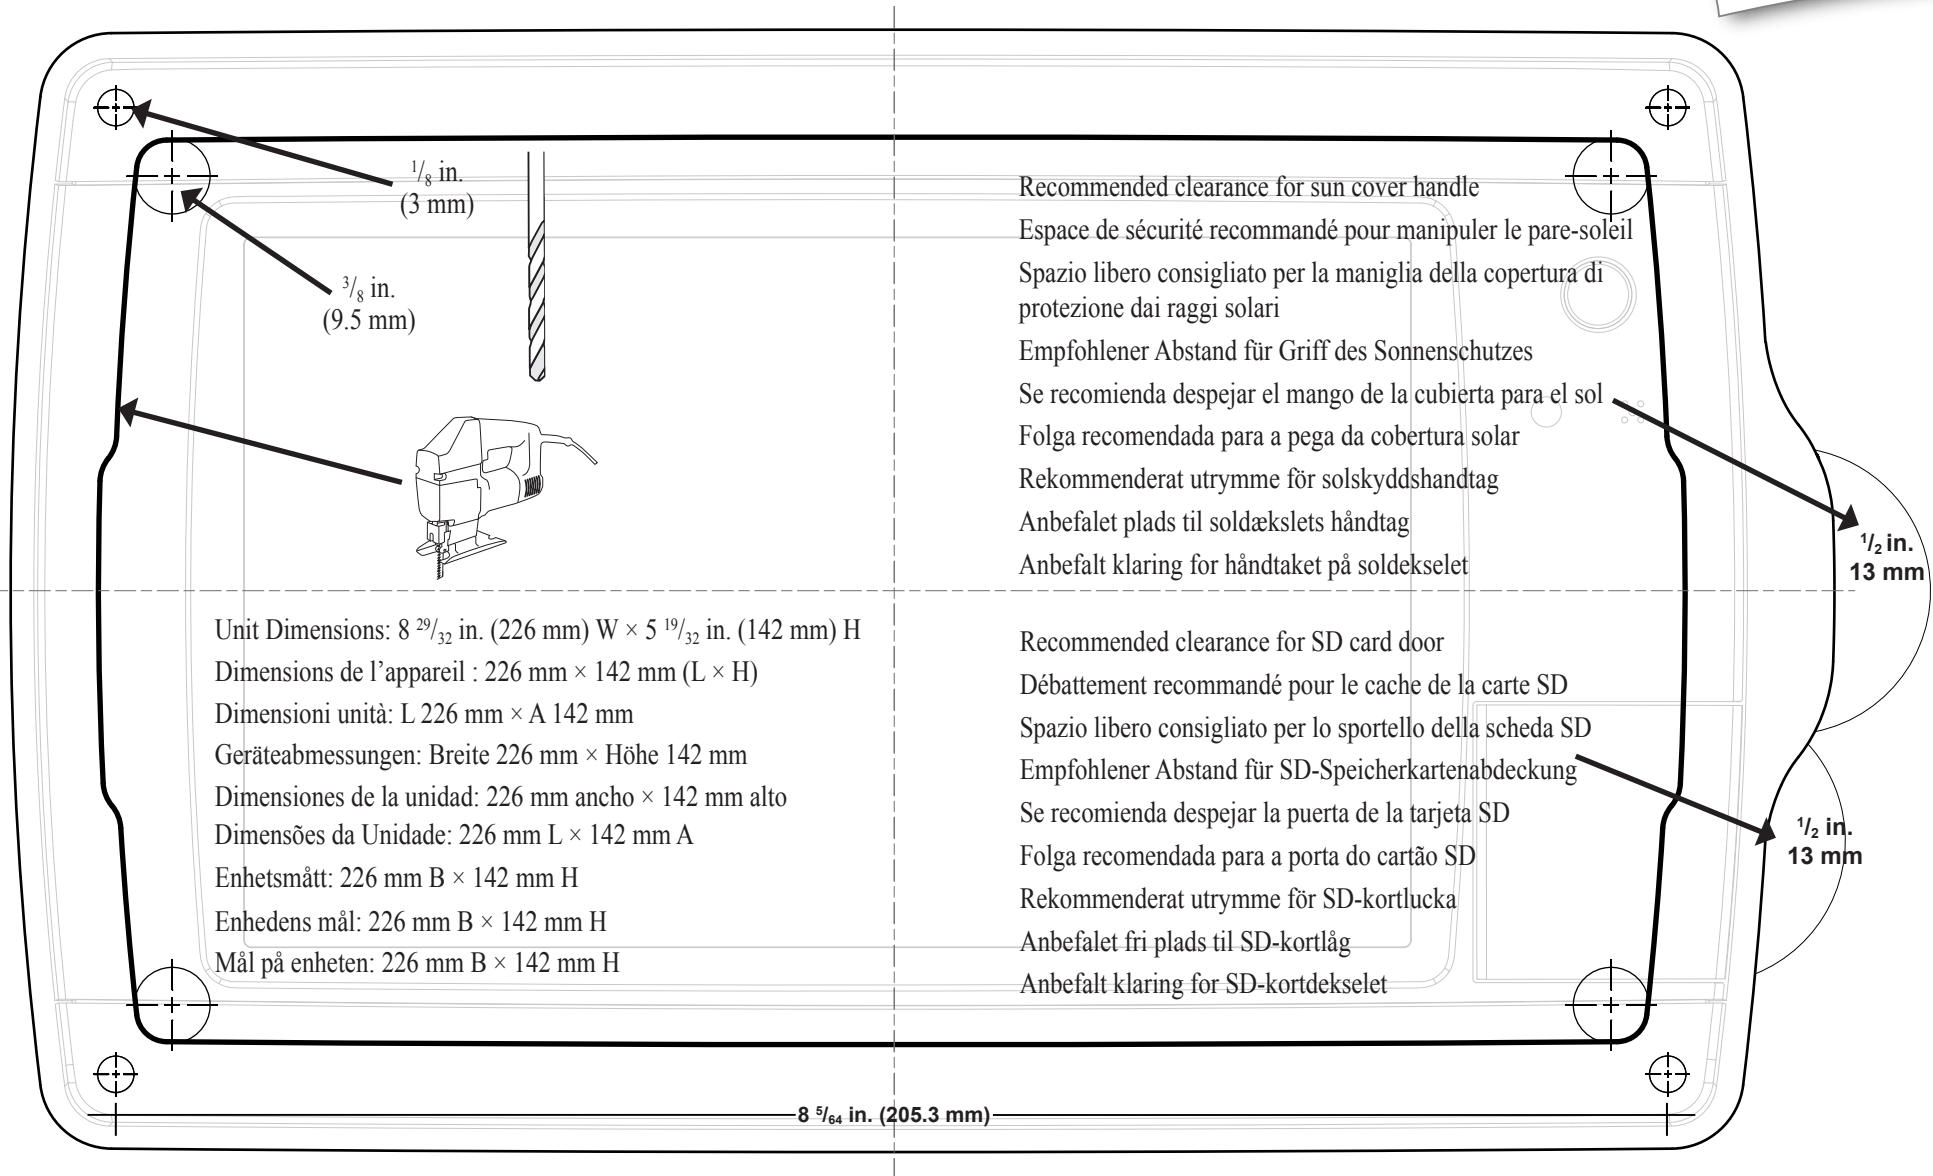 1/8 in.
(3 mm)
3/8 in.
(9.5 mm)
Recommended clearance for sun cover handle
Espace de sécurité recommandé pour manipuler le pare-soleil
Spazio libero consigliato per la maniglia della copertura di
protezione dai raggi solari
Empfohlener Abstand für Griff des Sonnenschutzes
Se recomienda despejar el mango de la cubierta para el sol
Folga recomendada para a pega da cobertura solar
Rekommenderat utrymme för solskyddshandtag
Anbefalet plads til soldækslets håndtag
Anbefalt klaring for håndtaket på soldekselet
1/2 in.
13 mm
Unit Dimensions: 8 29/32 in. (226 mm) W × 5 19/32 in. (142 mm) H
Dimensions de l’appareil : 226 mm × 142 mm (L × H)
Dimensioni unità: L 226 mm × A 142 mm
Geräteabmessungen: Breite 226 mm × Höhe 142 mm
Dimensiones de la unidad: 226 mm ancho × 142 mm alto
Dimensões da Unidade: 226 mm L × 142 mm A
Enhetsmått: 226 mm B × 142 mm H
Enhedens mål: 226 mm B × 142 mm H
Mål på enheten: 226 mm B × 142 mm H
Recommended clearance for SD card door
Débattement recommandé pour le cache de la carte SD
Spazio libero consigliato per lo sportello della scheda SD
Empfohlener Abstand für SD-Speicherkartenabdeckung
Se recomienda despejar la puerta de la tarjeta SD
Folga recomendada para a porta do cartão SD
Rekommenderat utrymme för SD-kortlucka
Anbefalet fri plads til SD-kortlåg
Anbefalt klaring for SD-kortdekselet
1/2 in.
13 mm
8 5/64 in. (205.3 mm)